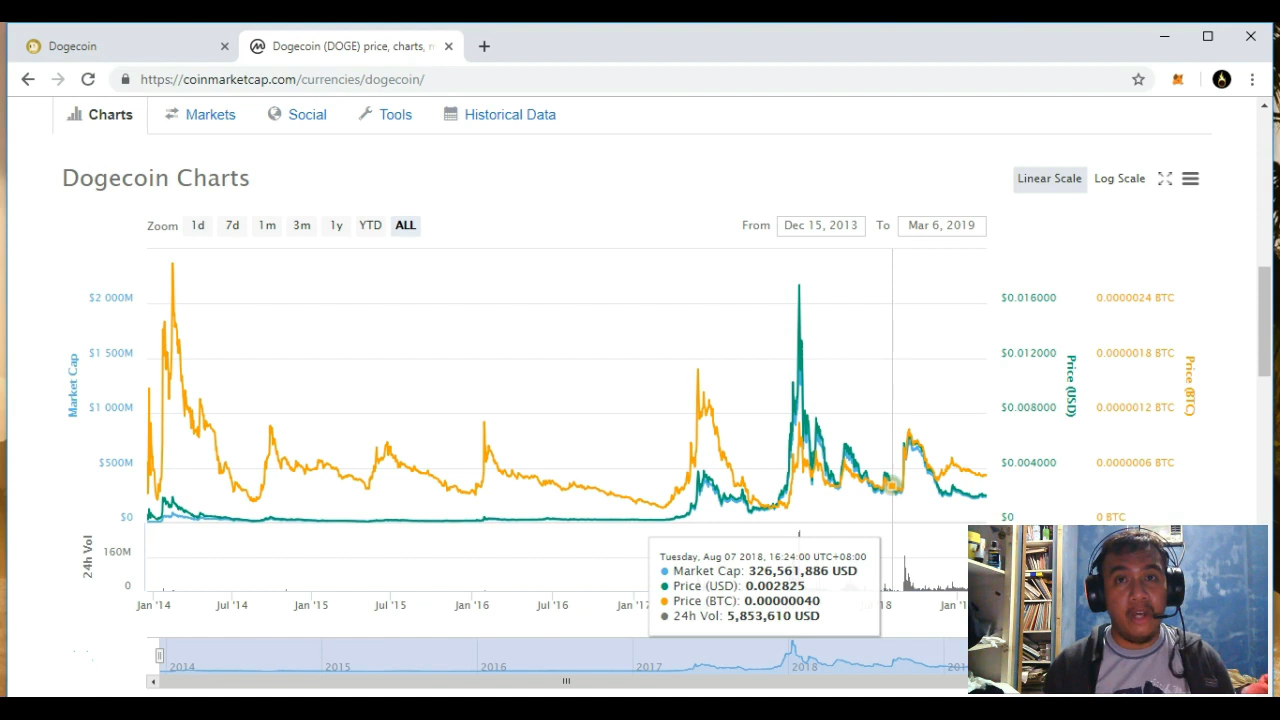 Dogecoin
Dogecoin (DOGE) price, charts, m
https://coinmarketcap.com/currencies/dogecoin/
Charts
Markets
Social
Tools
Historical Data
Dogecoin Charts
Linear Scale
Log Scale
Zoom 1d 7d 1m 3m 1y YTD ALL
From Dec 15, 2013 To Mar 6, 2019
$2 000M
$1 500M
$1 000M
$500M
$0
Market Cap
$0.016000
$0.012000
$0.008000
$0.004000
$0
Price (USD)
0.0000024 BTC
0.0000018 BTC
0.0000012 BTC
0.0000006 BTC
0 BTC
Price (BTC)
24h Vol
160M
0
Tuesday, Aug 07 2018, 16:24:00 UTC+08:00
Market Cap: 326,561,886 USD
Price (USD): 0.002825
Price (BTC): 0.00000040
24h Vol: 5,853,610 USD
Jan '14 Jul '14 Jan '15 Jul '15 Jan '16 Jul '16 Jan '17
2014 2015 2016 2017 2018